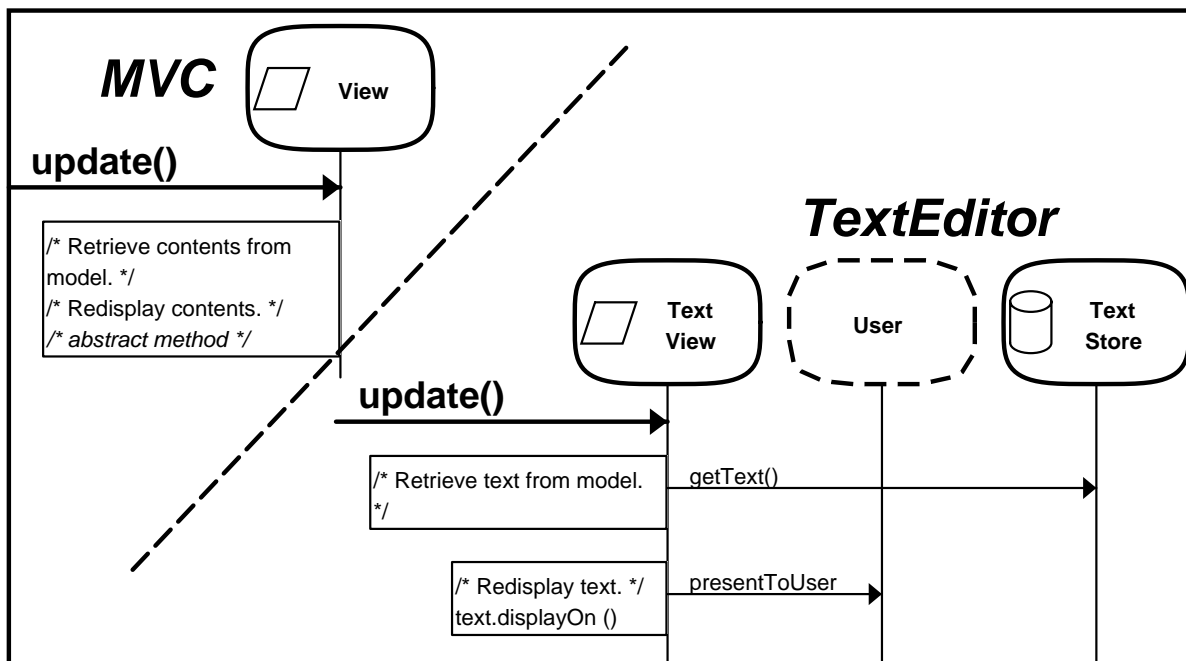 MVC
View
update()
/* Retrieve contents from
model. */
/* Redisplay contents. */
/* abstract method */
TextEditor
Text
View
User
Text
Store
update()
/* Retrieve text from model.
*/
getText()
/* Redisplay text. */
text.displayOn ()
presentToUser